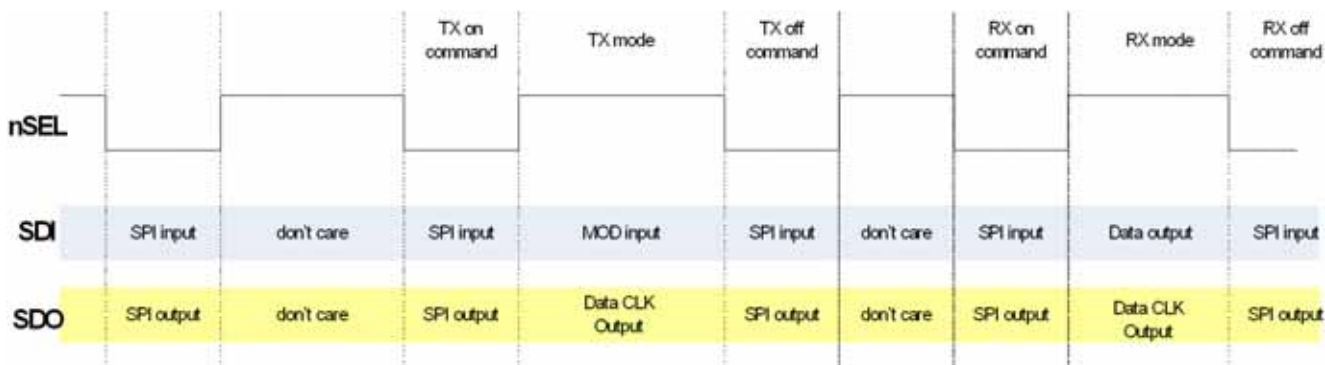 TX on
command
TX mode
TX off
command
RX on
command
RX mode
RX off
command
nSEL
SDI
SPI input
don't care
SPI input
MOD input
SPI input
don't care
SPI input
Data output
SPI input
SDO
SPI output
don't care
SPI output
Data CLK
Output
SPI output
don't care
SPI output
Data CLK
Output
SPI output